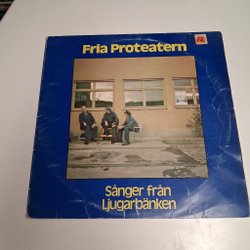 Fria Proteatern
Sånger från
Ljugarbänken